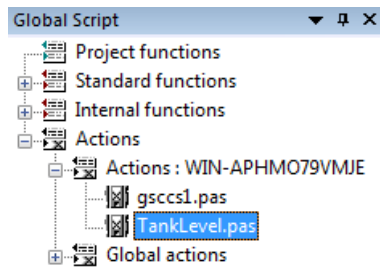 Global Script
Project functions
Standard functions
Internal functions
Actions
Actions : WIN-APHMO79VMJE
gsccs1.pas
TankLevel.pas
Global actions